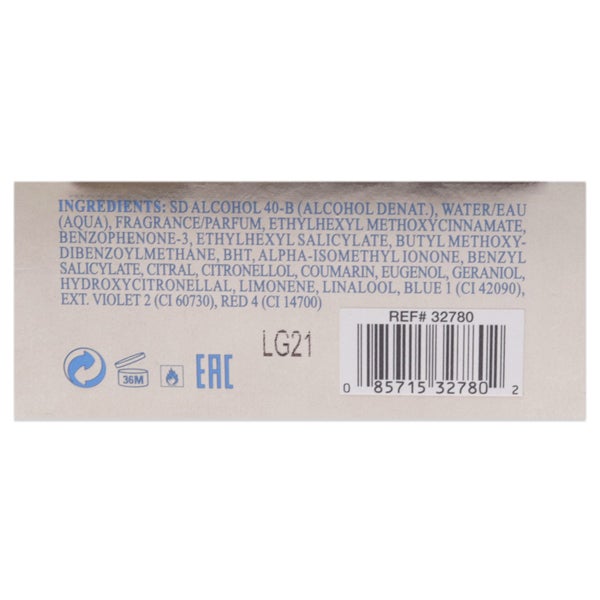 INGREDIENTS: SD ALCOHOL 40-B (ALCOHOL DENAT.), WATER/EAU
(AQUA), FRAGRANCE/PARFUM, ETHYLHEXYL METHOXYCINNAMATE,
BENZOPHENONE-3, ETHYLHEXYL SALICYLATE, BUTYL METHOXY-
DIBENZOYLMETHANE, BHT, ALPHA-ISOMETHYL IONONE, BENZYL
SALICYLATE, CITRAL, CITRONELLOL, COUMARIN, EUGENOL, GERANIOL,
HYDROXYCITRONELLAL, LIMONENE, LINALOOL, BLUE 1 (CI 42090),
EXT. VIOLET 2 (CI 60730), RED 4 (CI 14700)
REF# 32780
LG21
36M
EAC
0 85715 32780 2